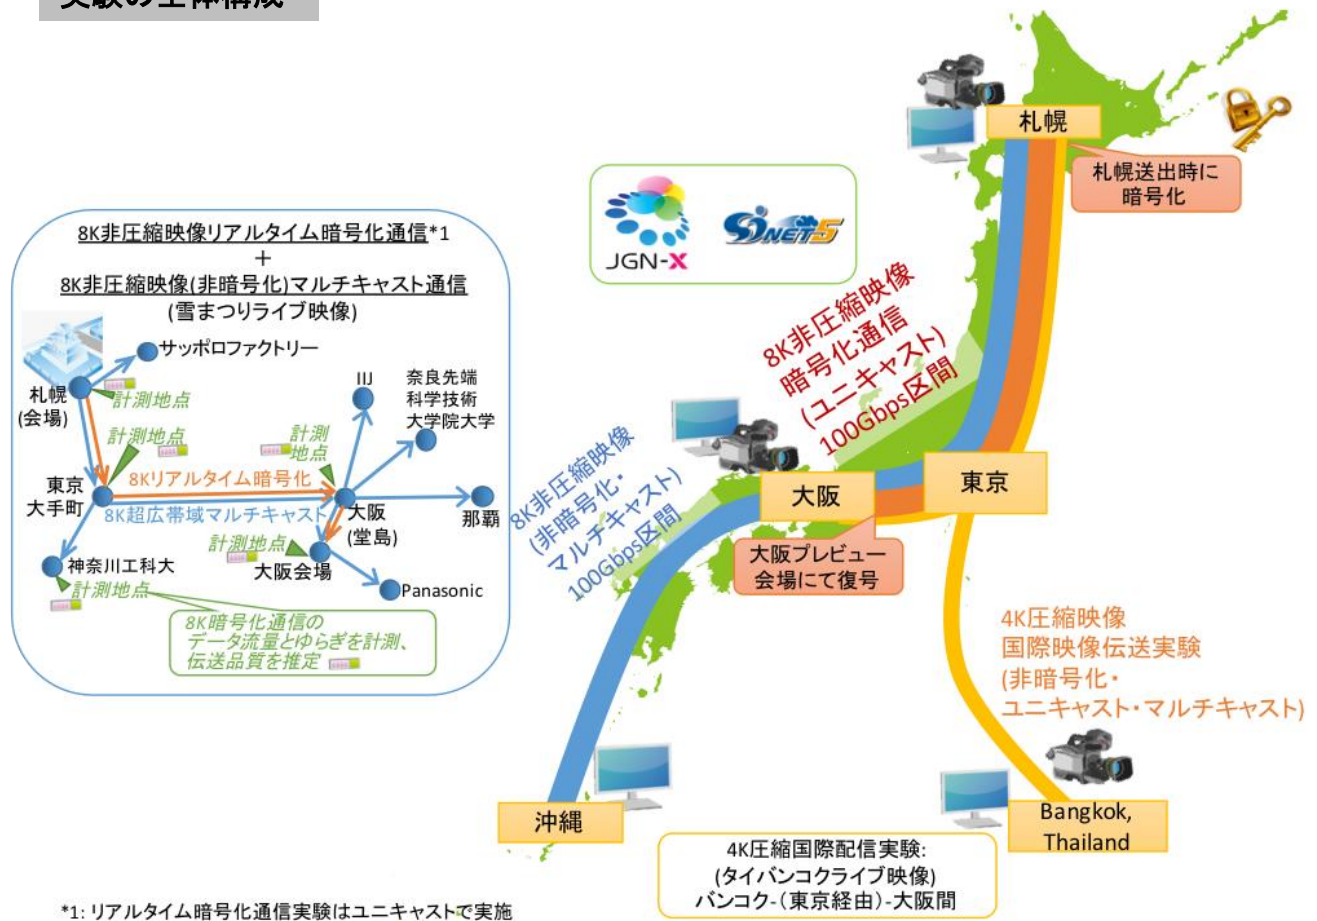 実験の全体構成
札幌
札幌送出時に
暗号化
JGN-X
SINET5
8K非圧縮映像リアルタイム暗号化通信*1
+
8K非圧縮映像(非暗号化)マルチキャスト通信
(雪まつりライブ映像)
サッポロファクトリー
札幌
(会場)
計測地点
計測地点
東京
大手町
IIJ
奈良先端
科学技術
大学院大学
計測
地点
8Kリアルタイム暗号化
8K超広帯域マルチキャスト
大阪
(堂島)
那覇
神奈川工科大
計測地点
計測地点
大阪会場
Panasonic
8K暗号化通信の
データ流量とゆらぎを計測、
伝送品質を推定
8K非圧縮映像
暗号化通信
(ユニキャスト)
100Gbps区間
8K非圧縮映像
(非暗号化・
マルチキャスト)
100Gbps区間
大阪
東京
大阪プレビュー
会場にて復号
4K圧縮映像
国際映像伝送実験
(非暗号化・
ユニキャスト・マルチキャスト)
沖縄
Bangkok,
Thailand
4K圧縮国際配信実験:
(タイバンコクライブ映像)
バンコク-(東京経由)-大阪間
*1: リアルタイム暗号化通信実験はユニキャストで実施